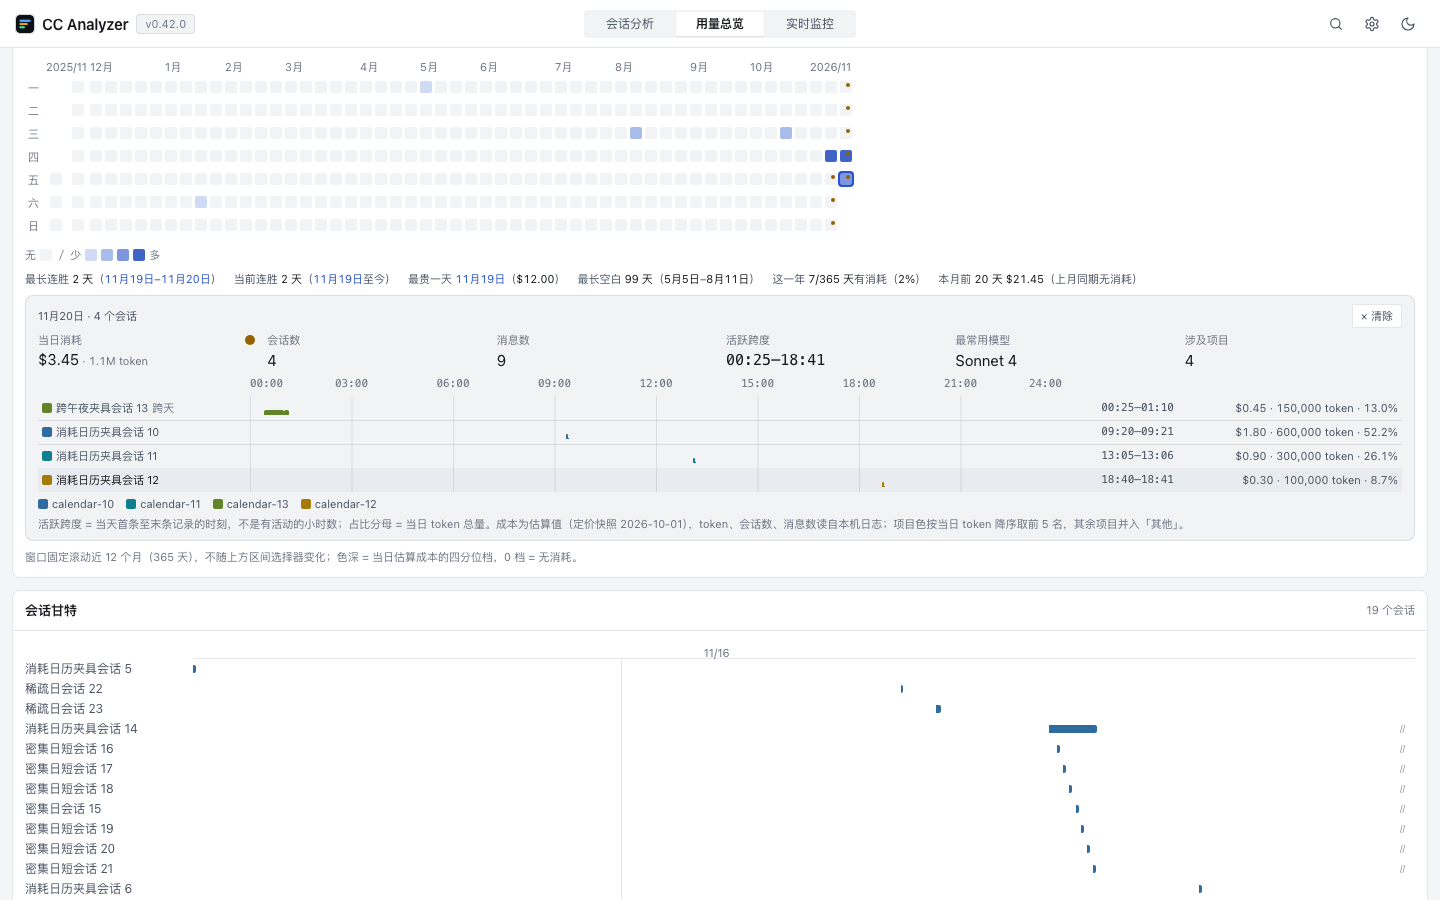 CC Analyzer v0.42.0 会话分析 用量总览 实时监控
2025/11 12月 1月 2月 3月 4月 5月 6月 7月 8月 9月 10月 2026/11
一
二
三
四
五
六
日
无 / 少 多
最长连胜 2 天（11月19日–11月20日） 当前连胜 2 天（11月19日至今） 最贵一天 11月19日（$12.00） 最长空白 99 天（5月5日–8月11日） 这一年 7/365 天有消耗（2%） 本月前 20 天 $21.45（上月同期无消耗）
11月20日 · 4 个会话 × 清除
当日消耗 会话数 消息数 活跃跨度 最常用模型 涉及项目
$3.45 · 1.1M token 4 9 00:25—18:41 Sonnet 4 4
00:00 03:00 06:00 09:00 12:00 15:00 18:00 21:00 24:00
跨午夜夹具会话 13 跨天 00:25—01:10 $0.45 · 150,000 token · 13.0%
消耗日历夹具会话 10 09:20—09:21 $1.80 · 600,000 token · 52.2%
消耗日历夹具会话 11 13:05—13:06 $0.90 · 300,000 token · 26.1%
消耗日历夹具会话 12 18:40—18:41 $0.30 · 100,000 token · 8.7%
calendar-10 calendar-11 calendar-13 calendar-12
活跃跨度 = 当天首条至末条记录的时刻，不是有活动的小时数；占比分母 = 当日 token 总量。成本为估算值（定价快照 2026-10-01），token、会话数、消息数读自本机日志；项目色按当日 token 降序取前 5 名，其余项目并入「其他」。
窗口固定滚动近 12 个月（365 天），不随上方区间选择器变化；色深 = 当日估算成本的四分位档，0 档 = 无消耗。
会话甘特 19 个会话
11/16
消耗日历夹具会话 5
稀疏日会话 22
稀疏日会话 23
消耗日历夹具会话 14 //
密集日短会话 16 //
密集日短会话 17 //
密集日短会话 18 //
密集日会话 15 //
密集日短会话 19 //
密集日短会话 20 //
密集日短会话 21 //
消耗日历夹具会话 6